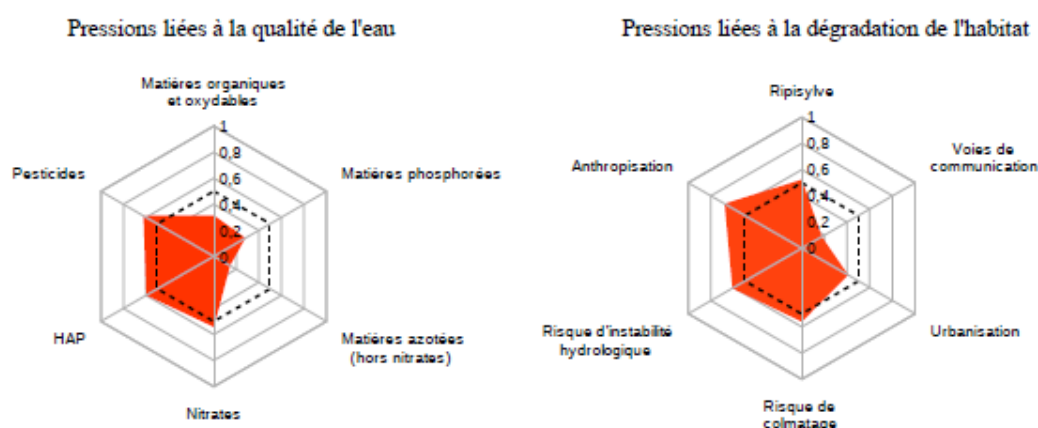 Pressions liées à la qualité de l'eau
Matières organiques
et oxydables
1
0,8
0,6
0,4
0,2
0
Pesticides
Matières phosphorées
HAP
Matières azotées
(hors nitrates)
Nitrates
Pressions liées à la dégradation de l'habitat
Ripisylve
1
0,8
0,6
0,4
0,2
0
Anthropisation
Voies de
communication
Risque d'instabilité
hydrologique
Urbanisation
Risque de
colmatage